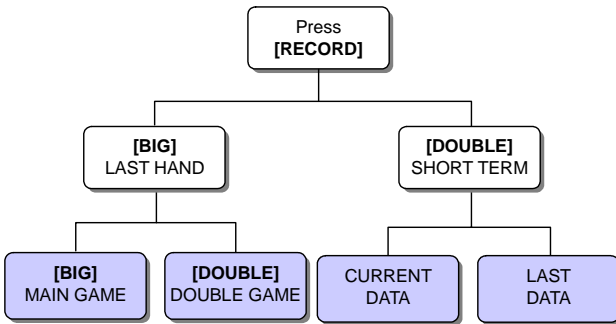 Press
[RECORD]
[BIG]
LAST HAND
[DOUBLE]
SHORT TERM
[BIG]
MAIN GAME
[DOUBLE]
DOUBLE GAME
CURRENT
DATA
LAST
DATA